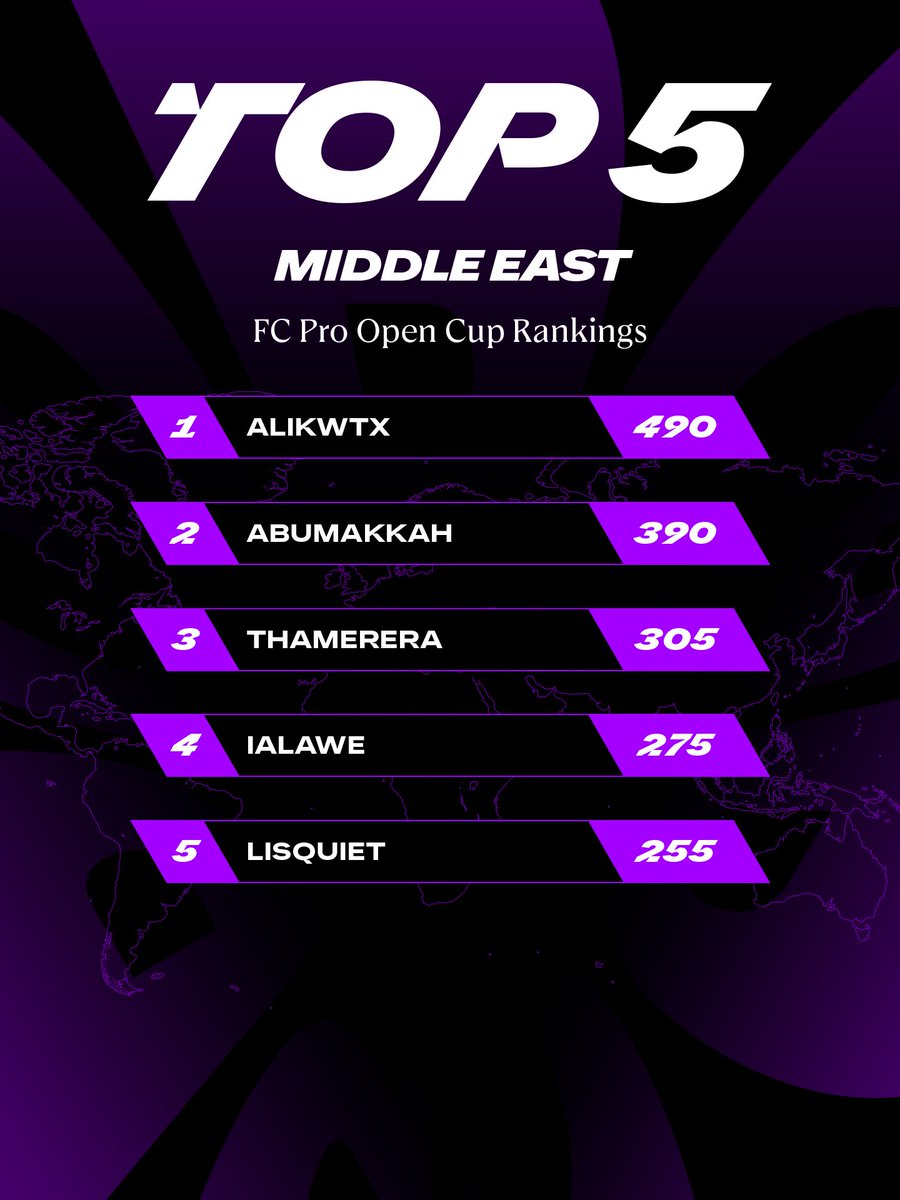 TOP 5
MIDDLE EAST
FC Pro Open Cup Rankings
1 ALIKWTX 490
2 ABUMAKKAH 390
3 THAMERERA 305
4 IALAWE 275
5 LISQUIET 255